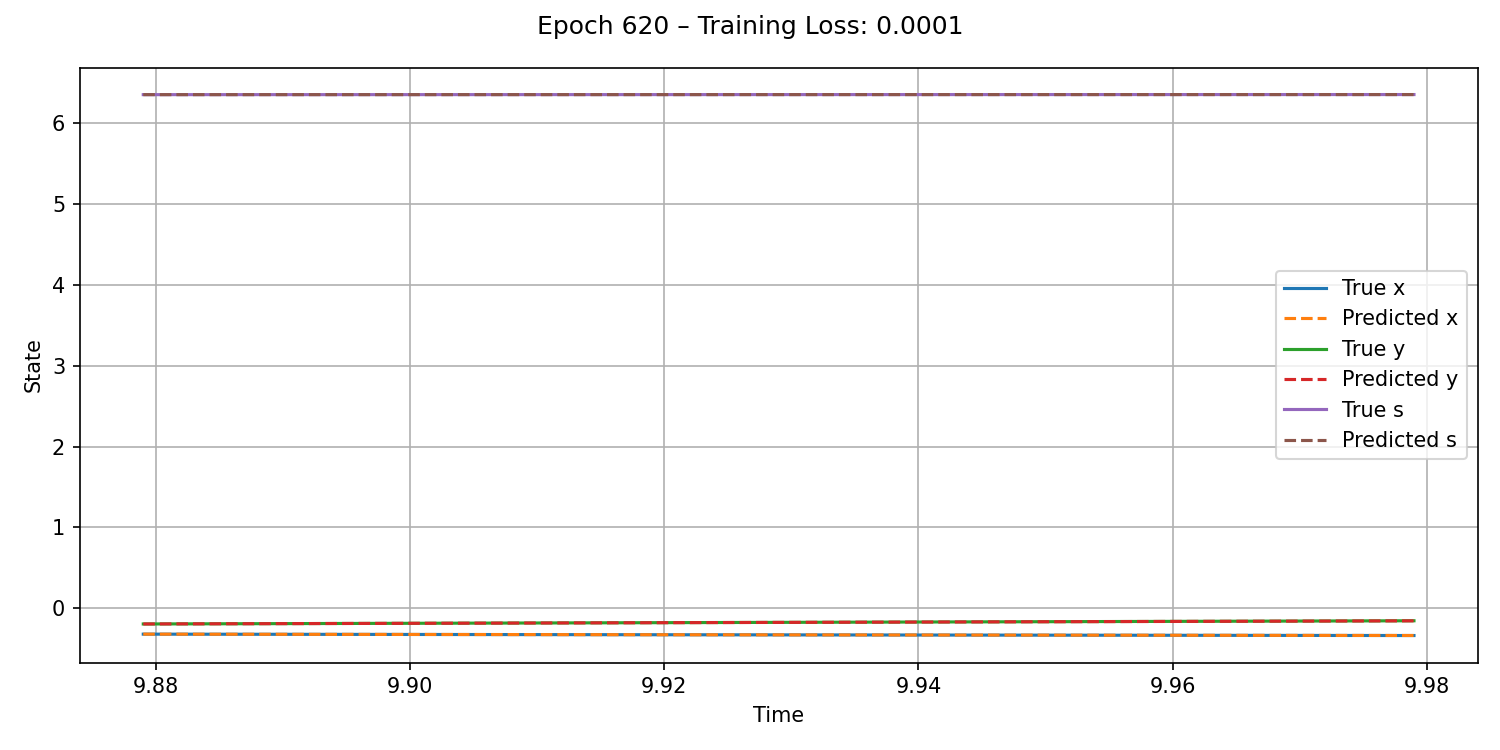 Epoch 620 – Training Loss: 0.0001
State
6
5
4
3
2
1
0
True x
Predicted x
True y
Predicted y
True s
Predicted s
9.88 9.90 9.92 9.94 9.96 9.98
Time